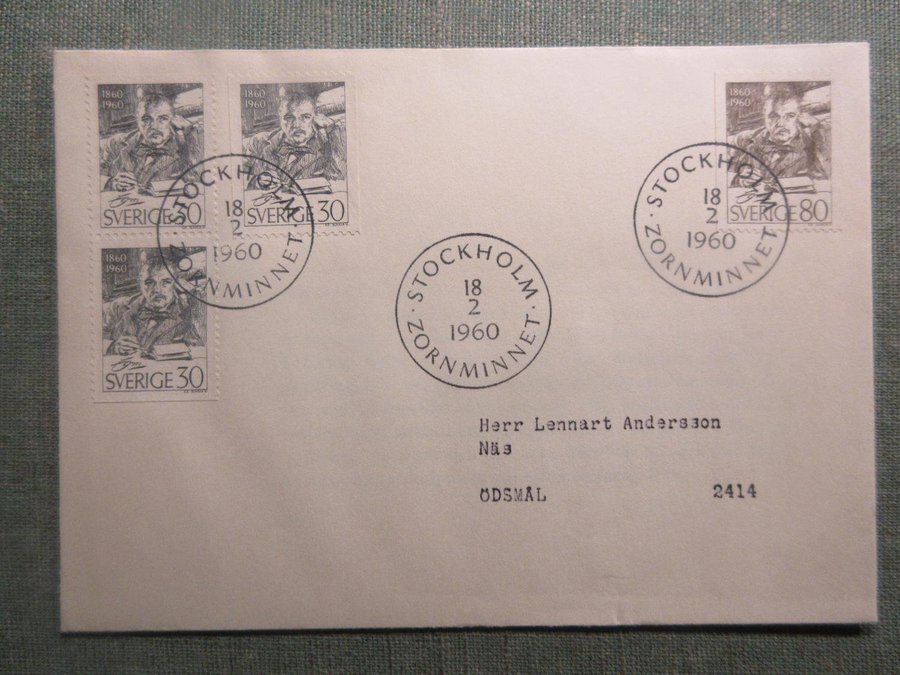 1860
1960
SVERIGE 30
1860
1960
SVERIGE 30
1860
1960
SVERIGE 30
1860
1960
SVERIGE 80
STOCKHOLM
18
2
1960
ZORNMINNET
STOCKHOLM
18
2
1960
ZORNMINNET
STOCKHOLM
18
2
1960
ZORNMINNET
Herr Lennart Andersson
Näs
ÖDSMÅL 2414